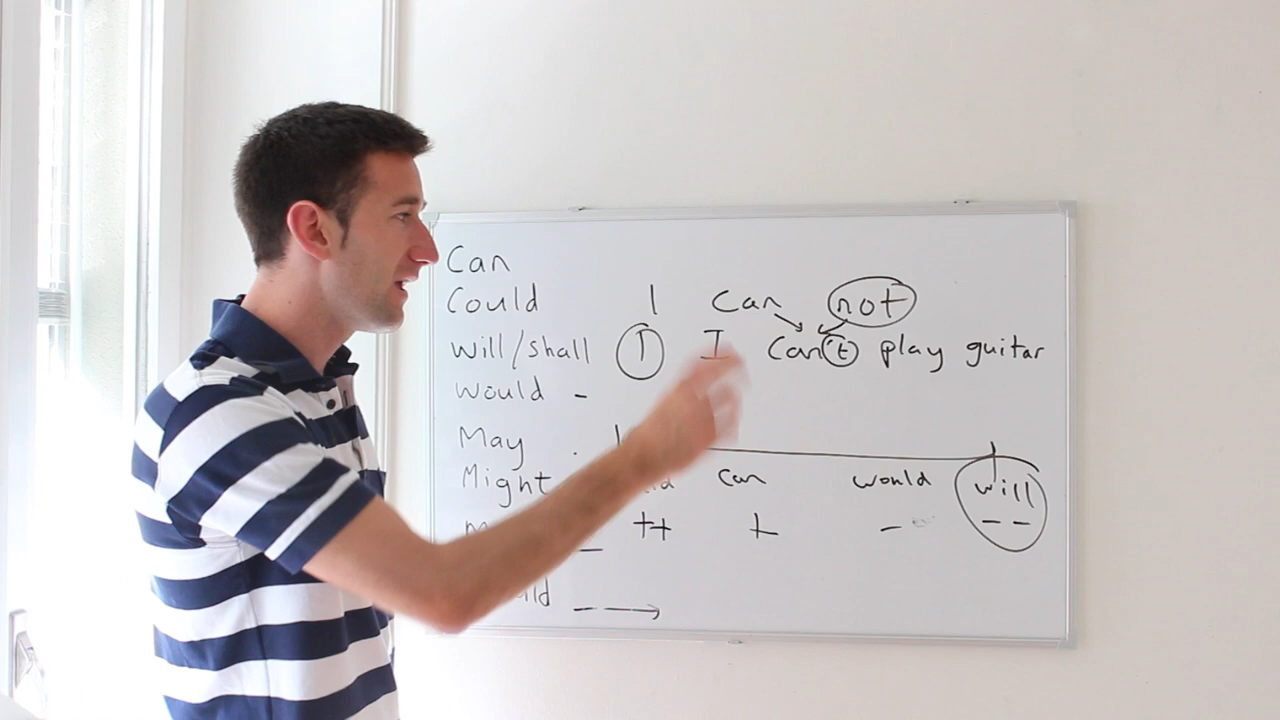 Can
Could I Can not
Will/shall I I Can't play guitar
Would -
May
Might can would will
++ + - --